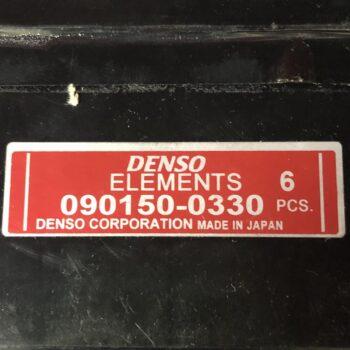 DENSO
ELEMENTS 6
090150-0330 PCS.
DENSO CORPORATION MADE IN JAPAN